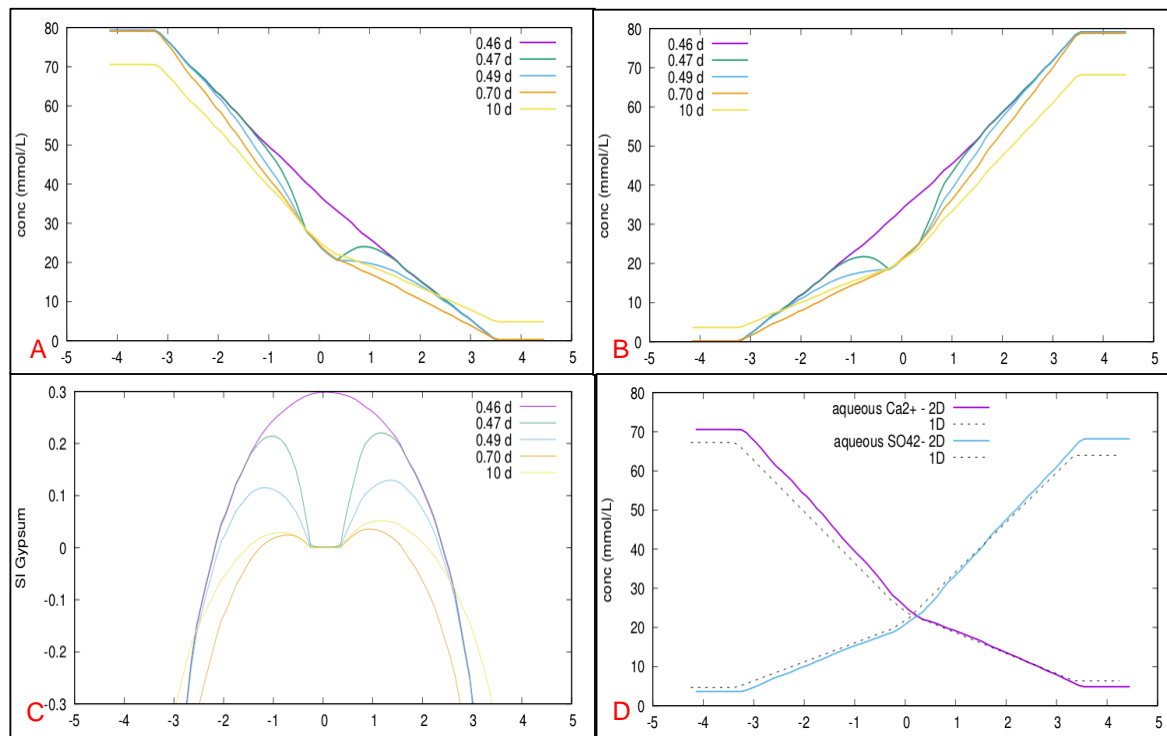 80
70
60
50
40
30
20
10
0
conc (mmol/L)
0.46 d
0.47 d
0.49 d
0.70 d
10 d
A
-5 -4 -3 -2 -1 0 1 2 3 4 5
80
70
60
50
40
30
20
10
0
conc (mmol/L)
0.46 d
0.47 d
0.49 d
0.70 d
10 d
B
-5 -4 -3 -2 -1 0 1 2 3 4 5
0.3
0.2
0.1
0
-0.1
-0.2
-0.3
SI Gypsum
0.46 d
0.47 d
0.49 d
0.70 d
10 d
C
-5 -4 -3 -2 -1 0 1 2 3 4 5
80
70
60
50
40
30
20
10
0
conc (mmol/L)
aqueous Ca2+ - 2D
1D
aqueous SO42- 2D
1D
D
-5 -4 -3 -2 -1 0 1 2 3 4 5